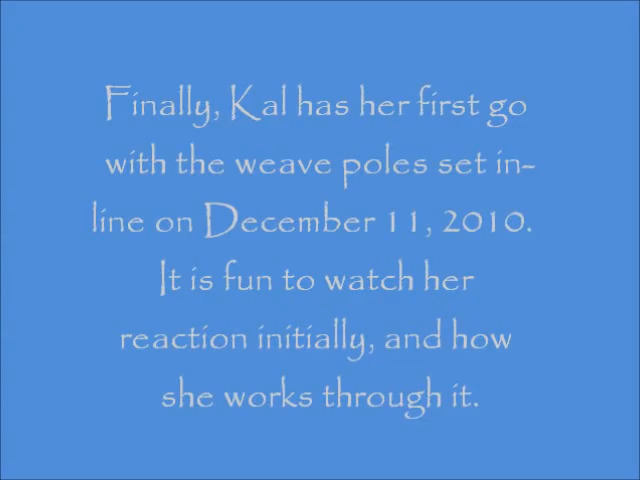 Finally, Kal has her first go
with the weave poles set in-
line on December 11, 2010.
It is fun to watch her
reaction initially, and how
she works through it.